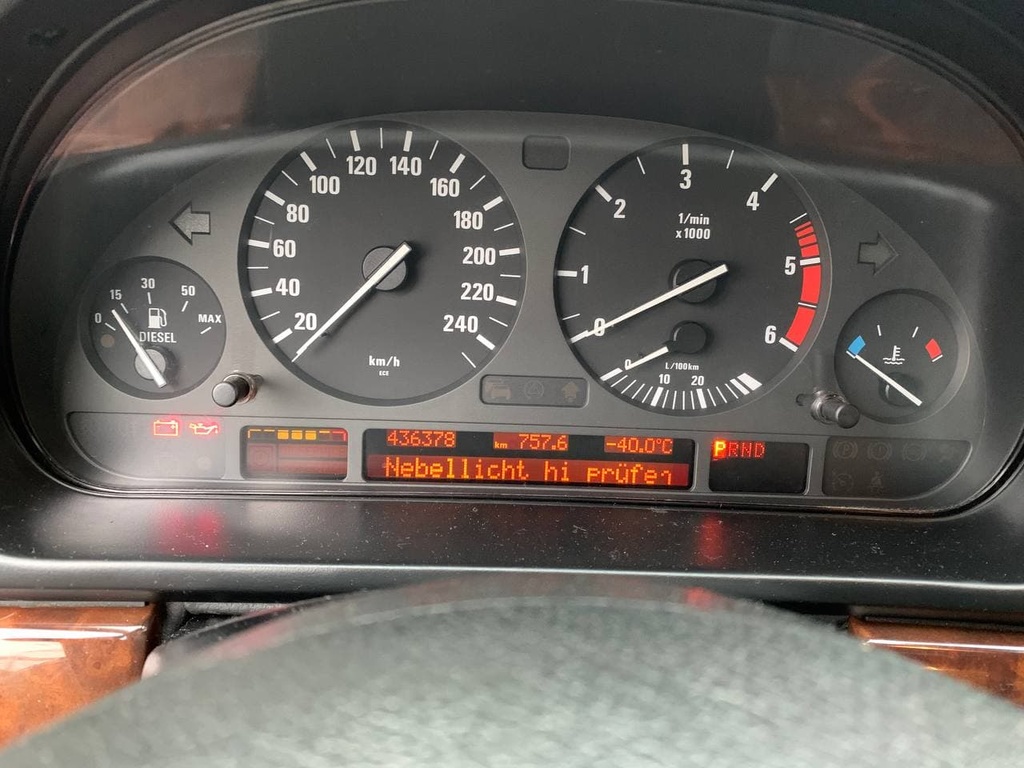 20 40 60 80 100 120 140 160 180 200 220 240
km/h
ECE
0 1 2 3 4 5 6
1/min
x 1000
0 15 30 50 MAX
DIESEL
0 10 20
L/100km
436378 km 757.6 -40.0°C
Nebellicht hi prüfen
PRND